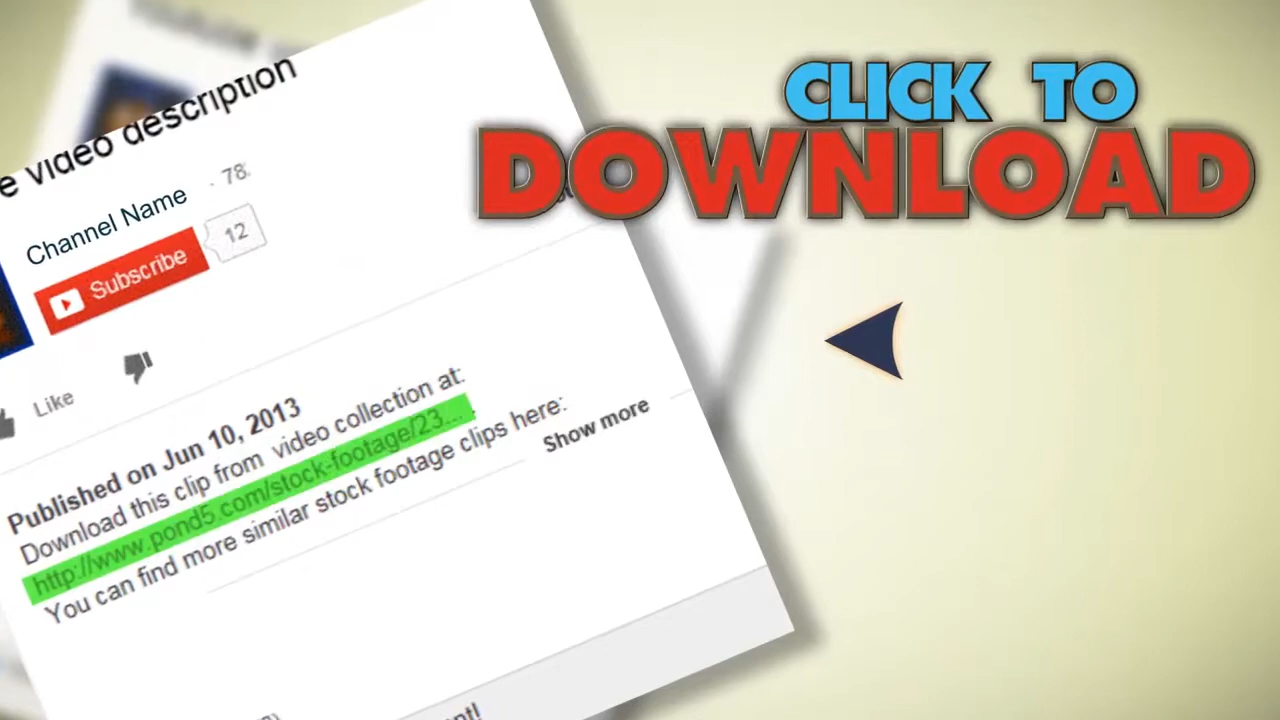 CLICK TO
DOWNLOAD
e video description
Channel Name
78
Subscribe
12
Like
Published on Jun 10, 2013
Download this clip from video collection at:
http://www.pond5.com/stock-footage/23...
You can find more similar stock footage clips here:
Show more